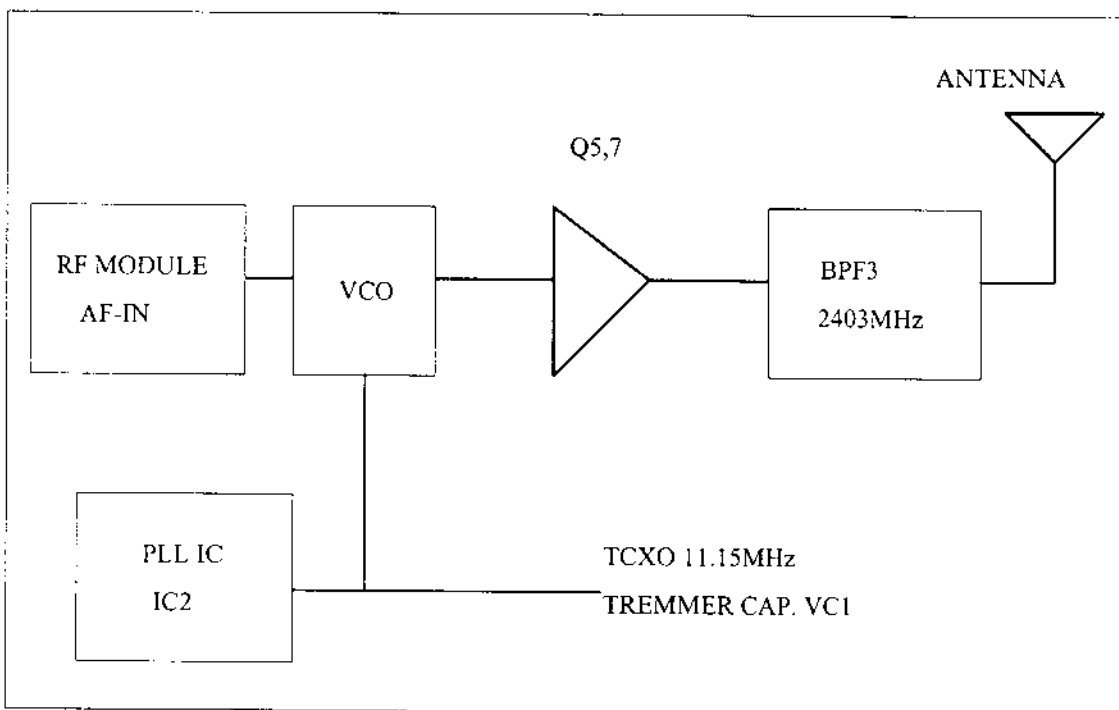 ANTENNA
Q5,7
RF MODULE
AF-IN
VCO
BPF3
2403MHz
PLL IC
IC2
TCXO 11.15MHz
TREMMER CAP. VC1